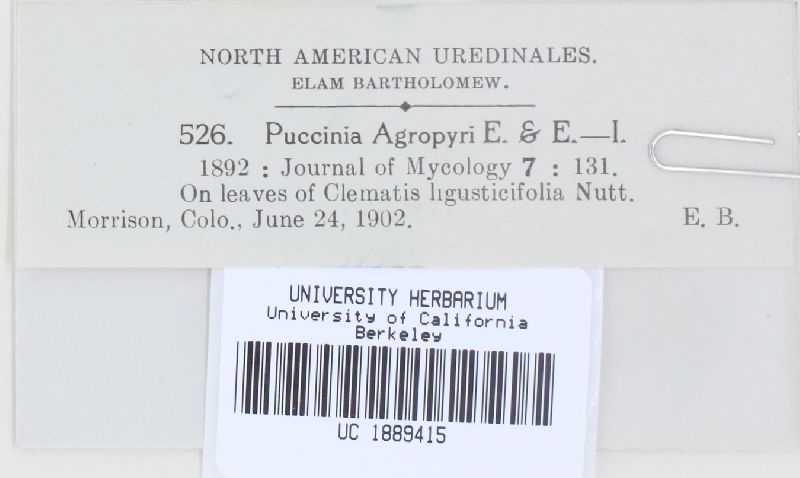 NORTH AMERICAN UREDINALES.
ELAM BARTHOLOMEW.
526. Puccinia Agropyri E. & E.—I.
1892 : Journal of Mycology 7 : 131.
On leaves of Clematis ligusticifolia Nutt.
Morrison, Colo., June 24, 1902. E. B.
UNIVERSITY HERBARIUM
University of California
Berkeley
UC 1889415